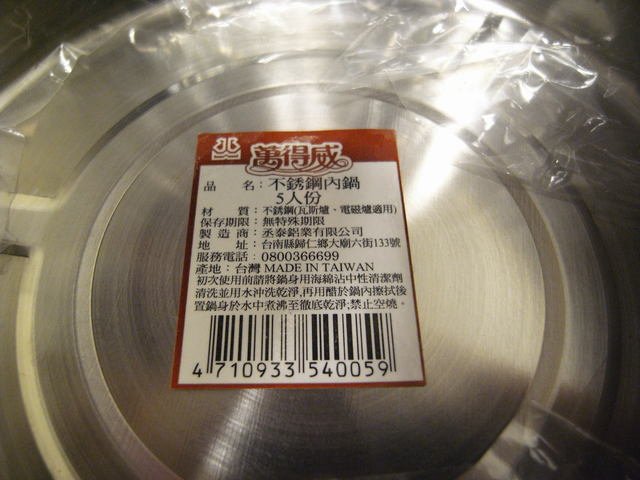 萬得威
品 名：不銹鋼內鍋
5人份
材 質：不銹鋼(瓦斯爐、電磁爐適用)
保存期限：無特殊期限
製造商：丞泰鋁業有限公司
地 址：台南縣歸仁鄉大廟六街133號
服務電話：0800366699
產地：台灣 MADE IN TAIWAN
初次使用前請將鍋身用海綿沾中性清潔劑
清洗並用水沖洗乾淨,再用醋於鍋內擦拭後
置鍋身於水中煮沸至徹底乾淨;禁止空燒。
4 710933 540059